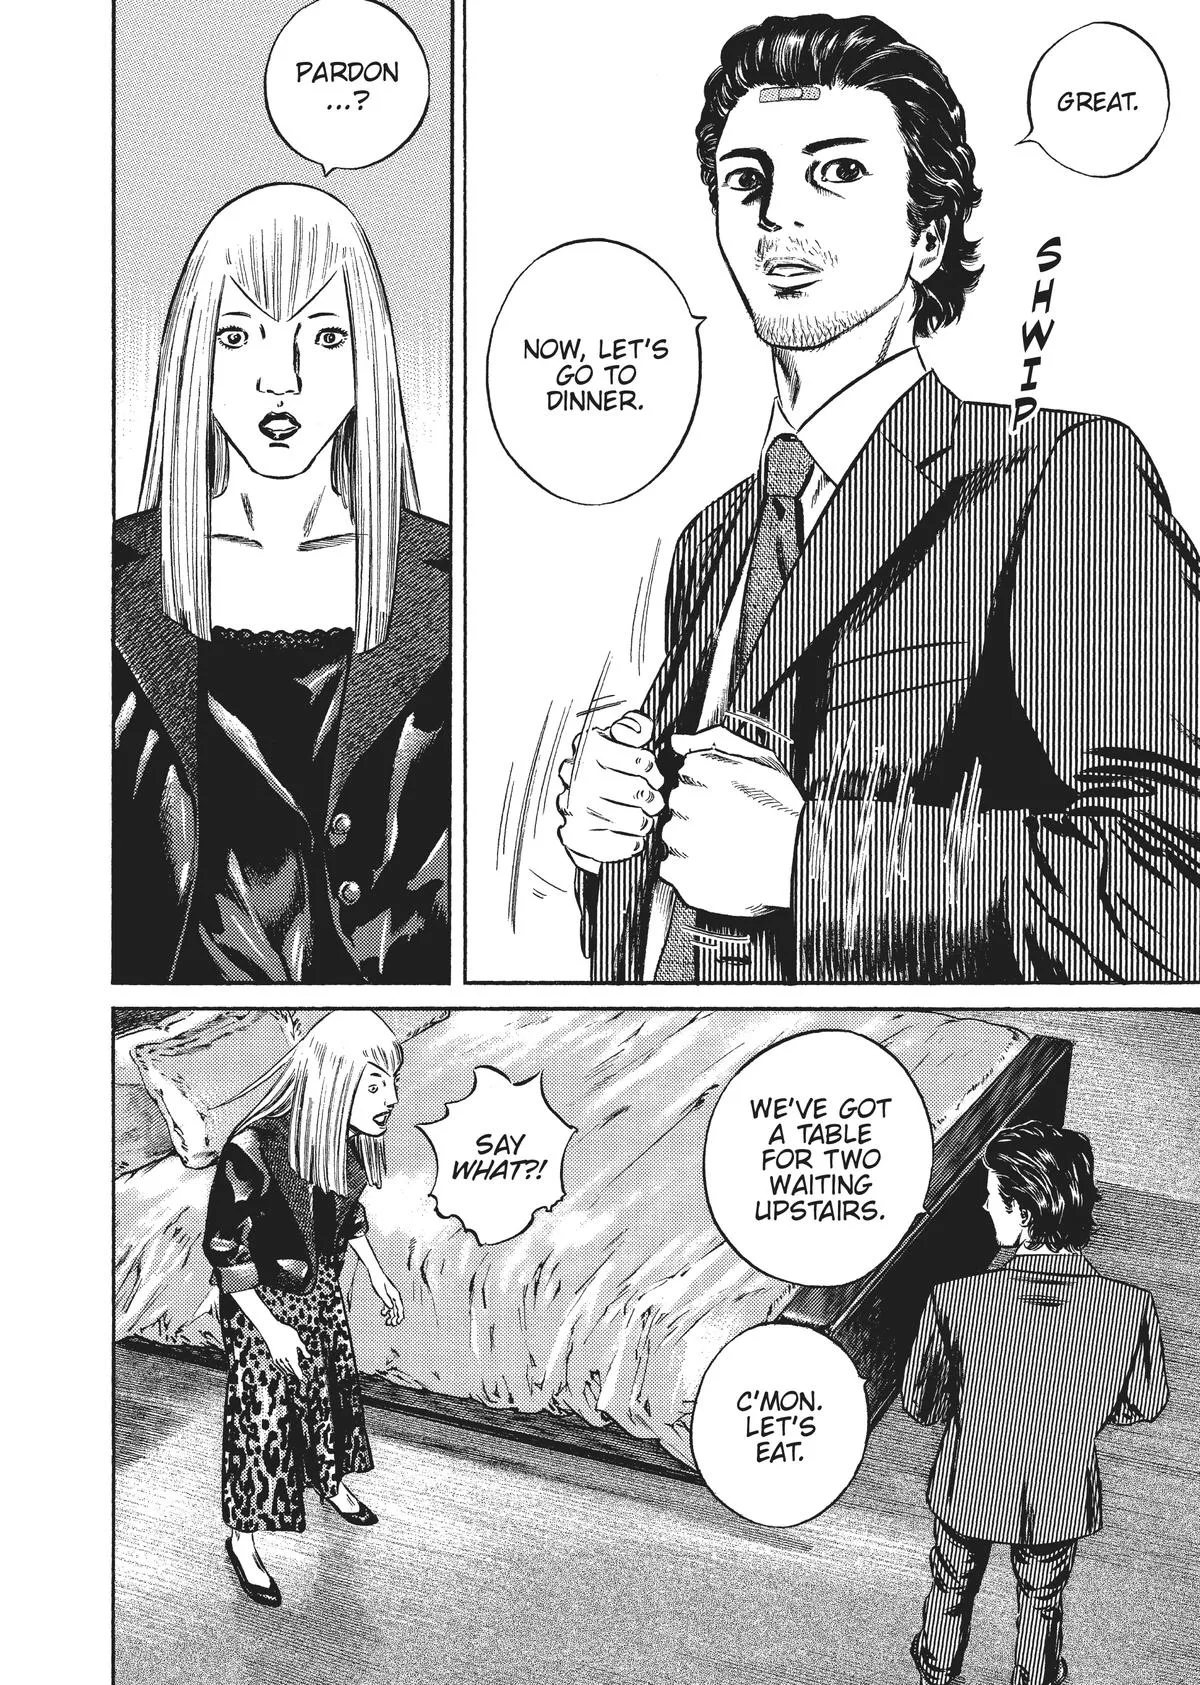 GREAT.
SHWIP
NOW, LET'S
GO TO
DINNER.
PARDON
...?
WE'VE GOT
A TABLE
FOR TWO
WAITING
UPSTAIRS.
C'MON.
LET'S
EAT.
SAY
WHAT?!